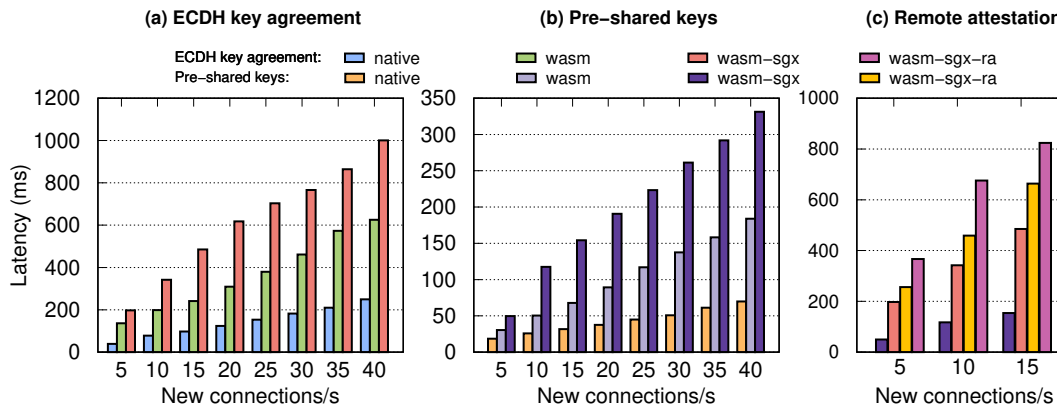 (a) ECDH key agreement (b) Pre-shared keys (c) Remote attestation
ECDH key agreement: native wasm wasm-sgx wasm-sgx-ra
Pre-shared keys: native wasm wasm-sgx wasm-sgx-ra
Latency (ms)
1200
1000
800
600
400
200
0
5 10 15 20 25 30 35 40
New connections/s
350
300
250
200
150
100
50
0
5 10 15 20 25 30 35 40
New connections/s
1000
800
600
400
200
0
5 10 15
New connections/s